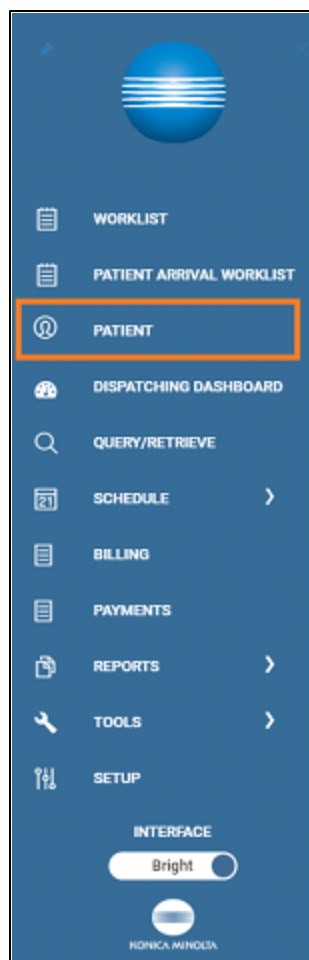 WORKLIST
PATIENT ARRIVAL WORKLIST
PATIENT
DISPATCHING DASHBOARD
QUERY/RETRIEVE
21 SCHEDULE
BILLING
PAYMENTS
REPORTS
TOOLS
SETUP
INTERFACE
Bright
KONICA MINOLTA